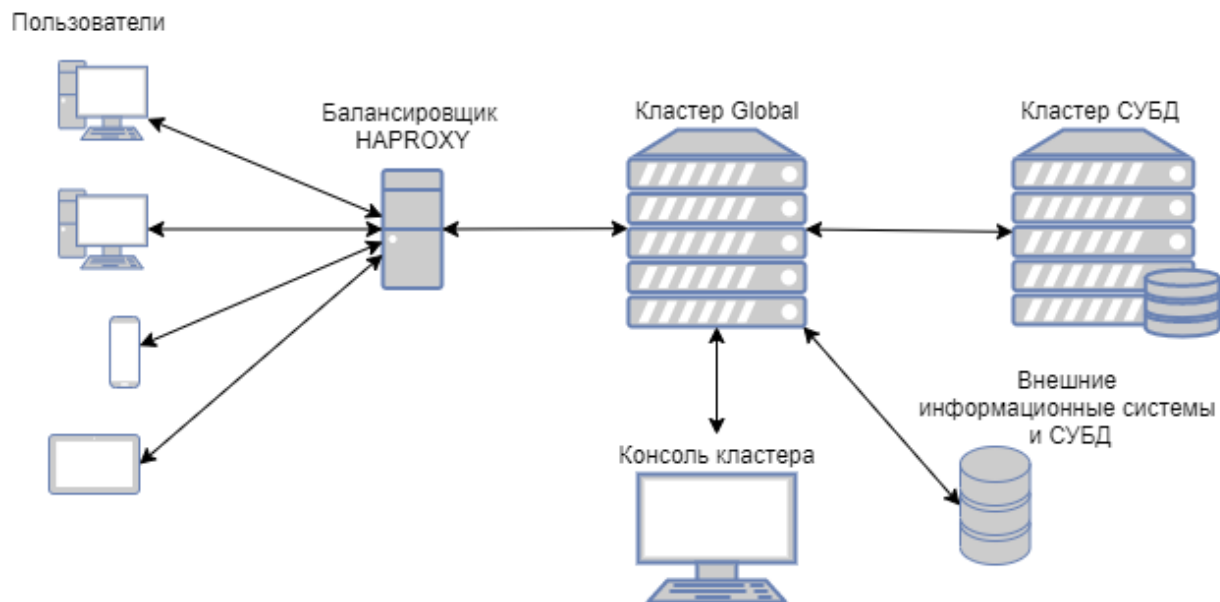 Пользователи
Балансировщик
HAPROXY
Кластер Global
Кластер СУБД
Внешние
информационные системы
и СУБД
Консоль кластера